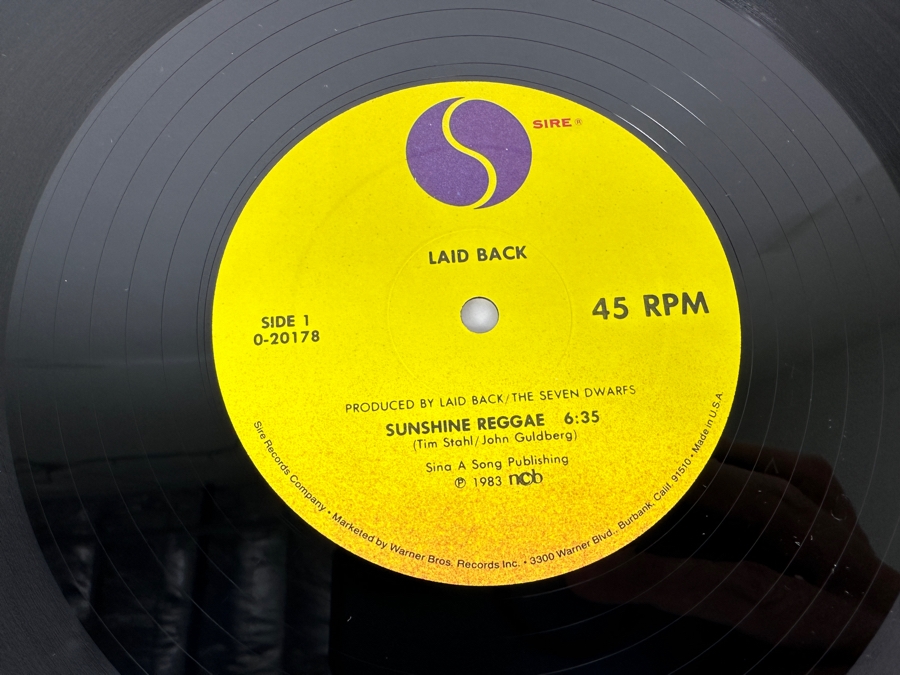 SIRE®
LAID BACK
SIDE 1
0-20178
45 RPM
PRODUCED BY LAID BACK/THE SEVEN DWARFS
SUNSHINE REGGAE 6:35
(Tim Stahl/John Guldberg)
Sina A Song Publishing
℗ 1983 ncb
Sire Records Company • Marketed by Warner Bros. Records Inc. • 3300 Warner Blvd., Burbank, Calif. 91510 • Made in U.S.A.